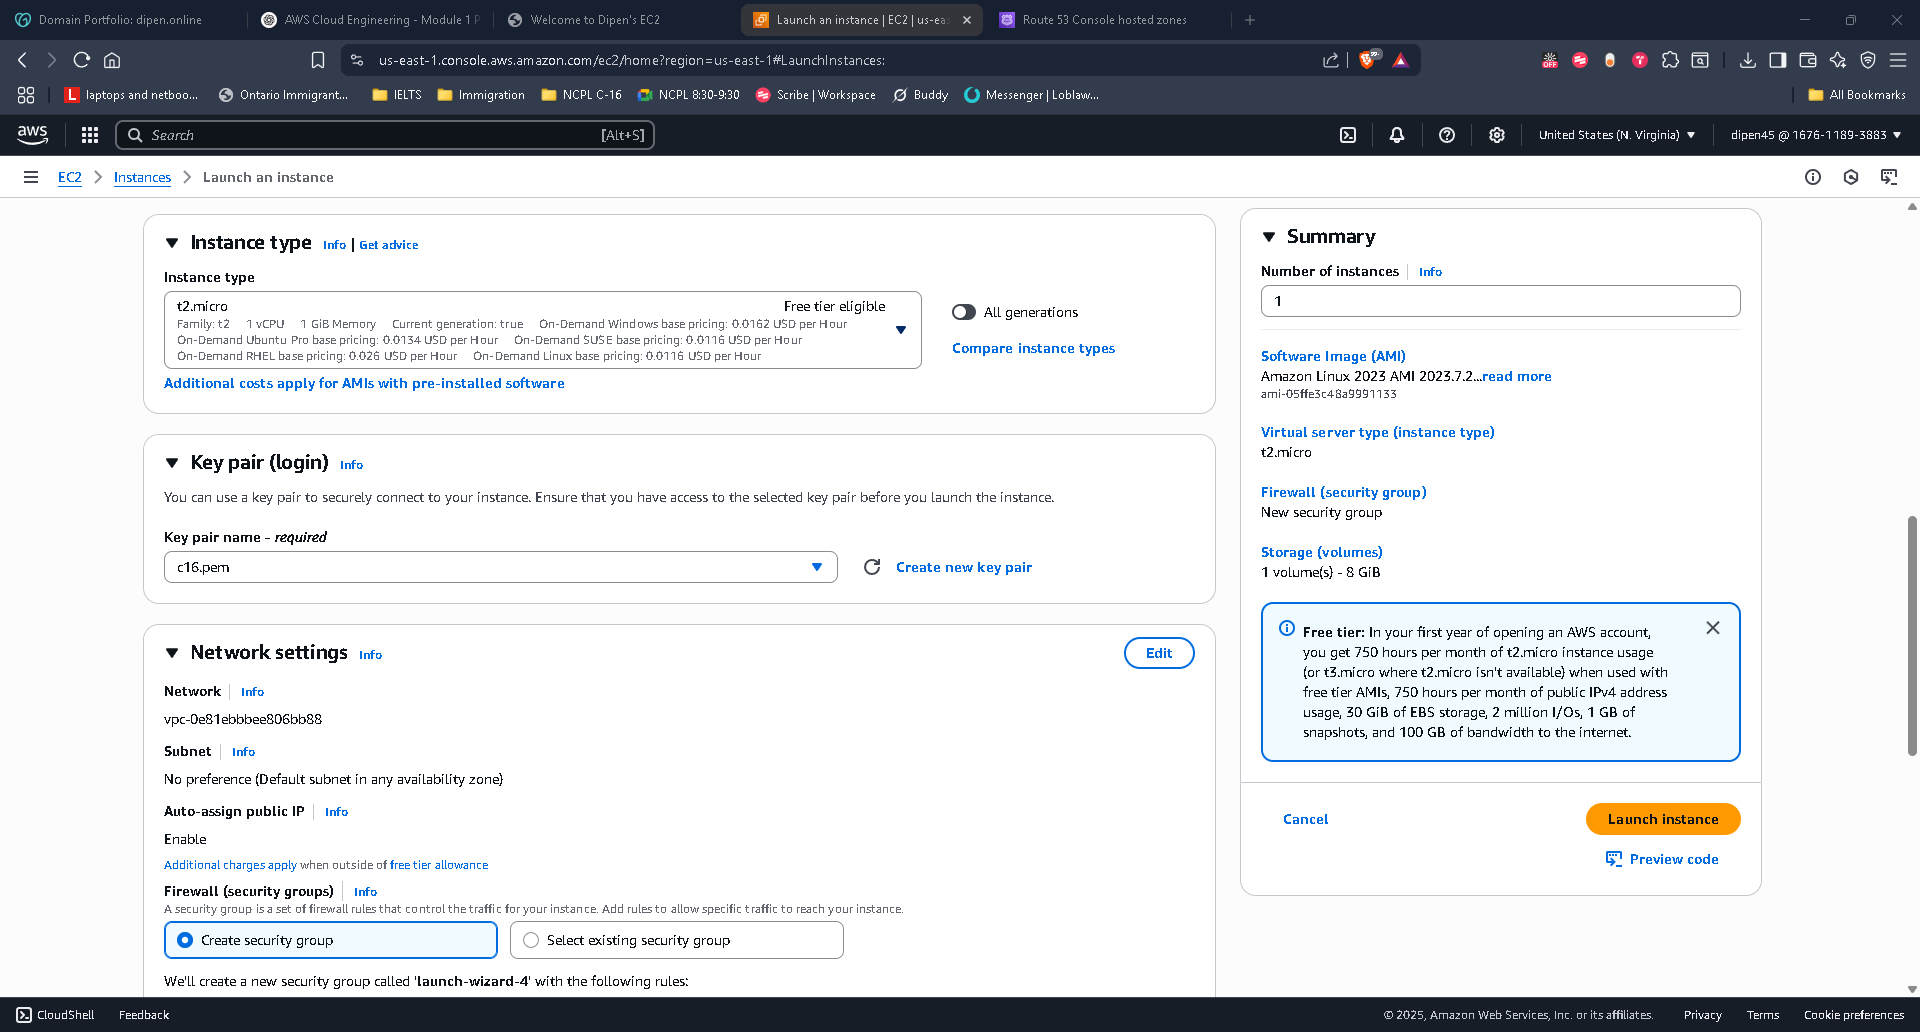 Domain Portfolio: dipen.online
AWS Cloud Engineering - Module 1 P
Welcome to Dipen's EC2
Launch an instance | EC2 | us-eas
Route 53 Console hosted zones
us-east-1.console.aws.amazon.com/ec2/home?region=us-east-1#LaunchInstances:
99+
OFF
laptops and netboo...
Ontario Immigrant...
IELTS
Immigration
NCPL C-16
NCPL 8:30-9:30
Scribe | Workspace
Buddy
Messenger | Loblaw...
All Bookmarks
aws
Search
[Alt+S]
United States (N. Virginia)
dipen45 @ 1676-1189-3883
EC2
Instances
Launch an instance
Instance type Info | Get advice
Instance type
t2.micro Free tier eligible
Family: t2 1 vCPU 1 GiB Memory Current generation: true On-Demand Windows base pricing: 0.0162 USD per Hour
On-Demand Ubuntu Pro base pricing: 0.0134 USD per Hour On-Demand SUSE base pricing: 0.0116 USD per Hour
On-Demand RHEL base pricing: 0.026 USD per Hour On-Demand Linux base pricing: 0.0116 USD per Hour
All generations
Compare instance types
Additional costs apply for AMIs with pre-installed software
Key pair (login) Info
You can use a key pair to securely connect to your instance. Ensure that you have access to the selected key pair before you launch the instance.
Key pair name - required
c16.pem
Create new key pair
Network settings Info
Edit
Network Info
vpc-0e81ebbbee806bb88
Subnet Info
No preference (Default subnet in any availability zone)
Auto-assign public IP Info
Enable
Additional charges apply when outside of free tier allowance
Firewall (security groups) Info
A security group is a set of firewall rules that control the traffic for your instance. Add rules to allow specific traffic to reach your instance.
Create security group
Select existing security group
We'll create a new security group called 'launch-wizard-4' with the following rules:
Summary
Number of instances Info
1
Software Image (AMI)
Amazon Linux 2023 AMI 2023.7.2...read more
ami-05ffe3c48a9991133
Virtual server type (instance type)
t2.micro
Firewall (security group)
New security group
Storage (volumes)
1 volume(s) - 8 GiB
Free tier: In your first year of opening an AWS account,
you get 750 hours per month of t2.micro instance usage
(or t3.micro where t2.micro isn't available) when used with
free tier AMIs, 750 hours per month of public IPv4 address
usage, 30 GiB of EBS storage, 2 million I/Os, 1 GB of
snapshots, and 100 GB of bandwidth to the internet.
Cancel
Launch instance
Preview code
CloudShell
Feedback
© 2025, Amazon Web Services, Inc. or its affiliates.
Privacy
Terms
Cookie preferences